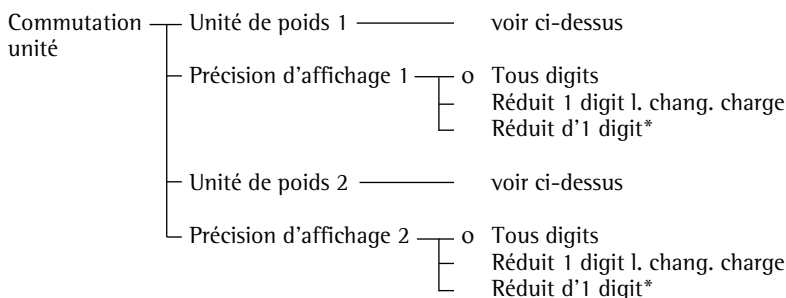 Commutation unité
Unité de poids 1 voir ci-dessus
Précision d'affichage 1 o Tous digits
Réduit 1 digit l. chang. charge
Réduit d'1 digit*
Unité de poids 2 voir ci-dessus
Précision d'affichage 2 o Tous digits
Réduit 1 digit l. chang. charge
Réduit d'1 digit*